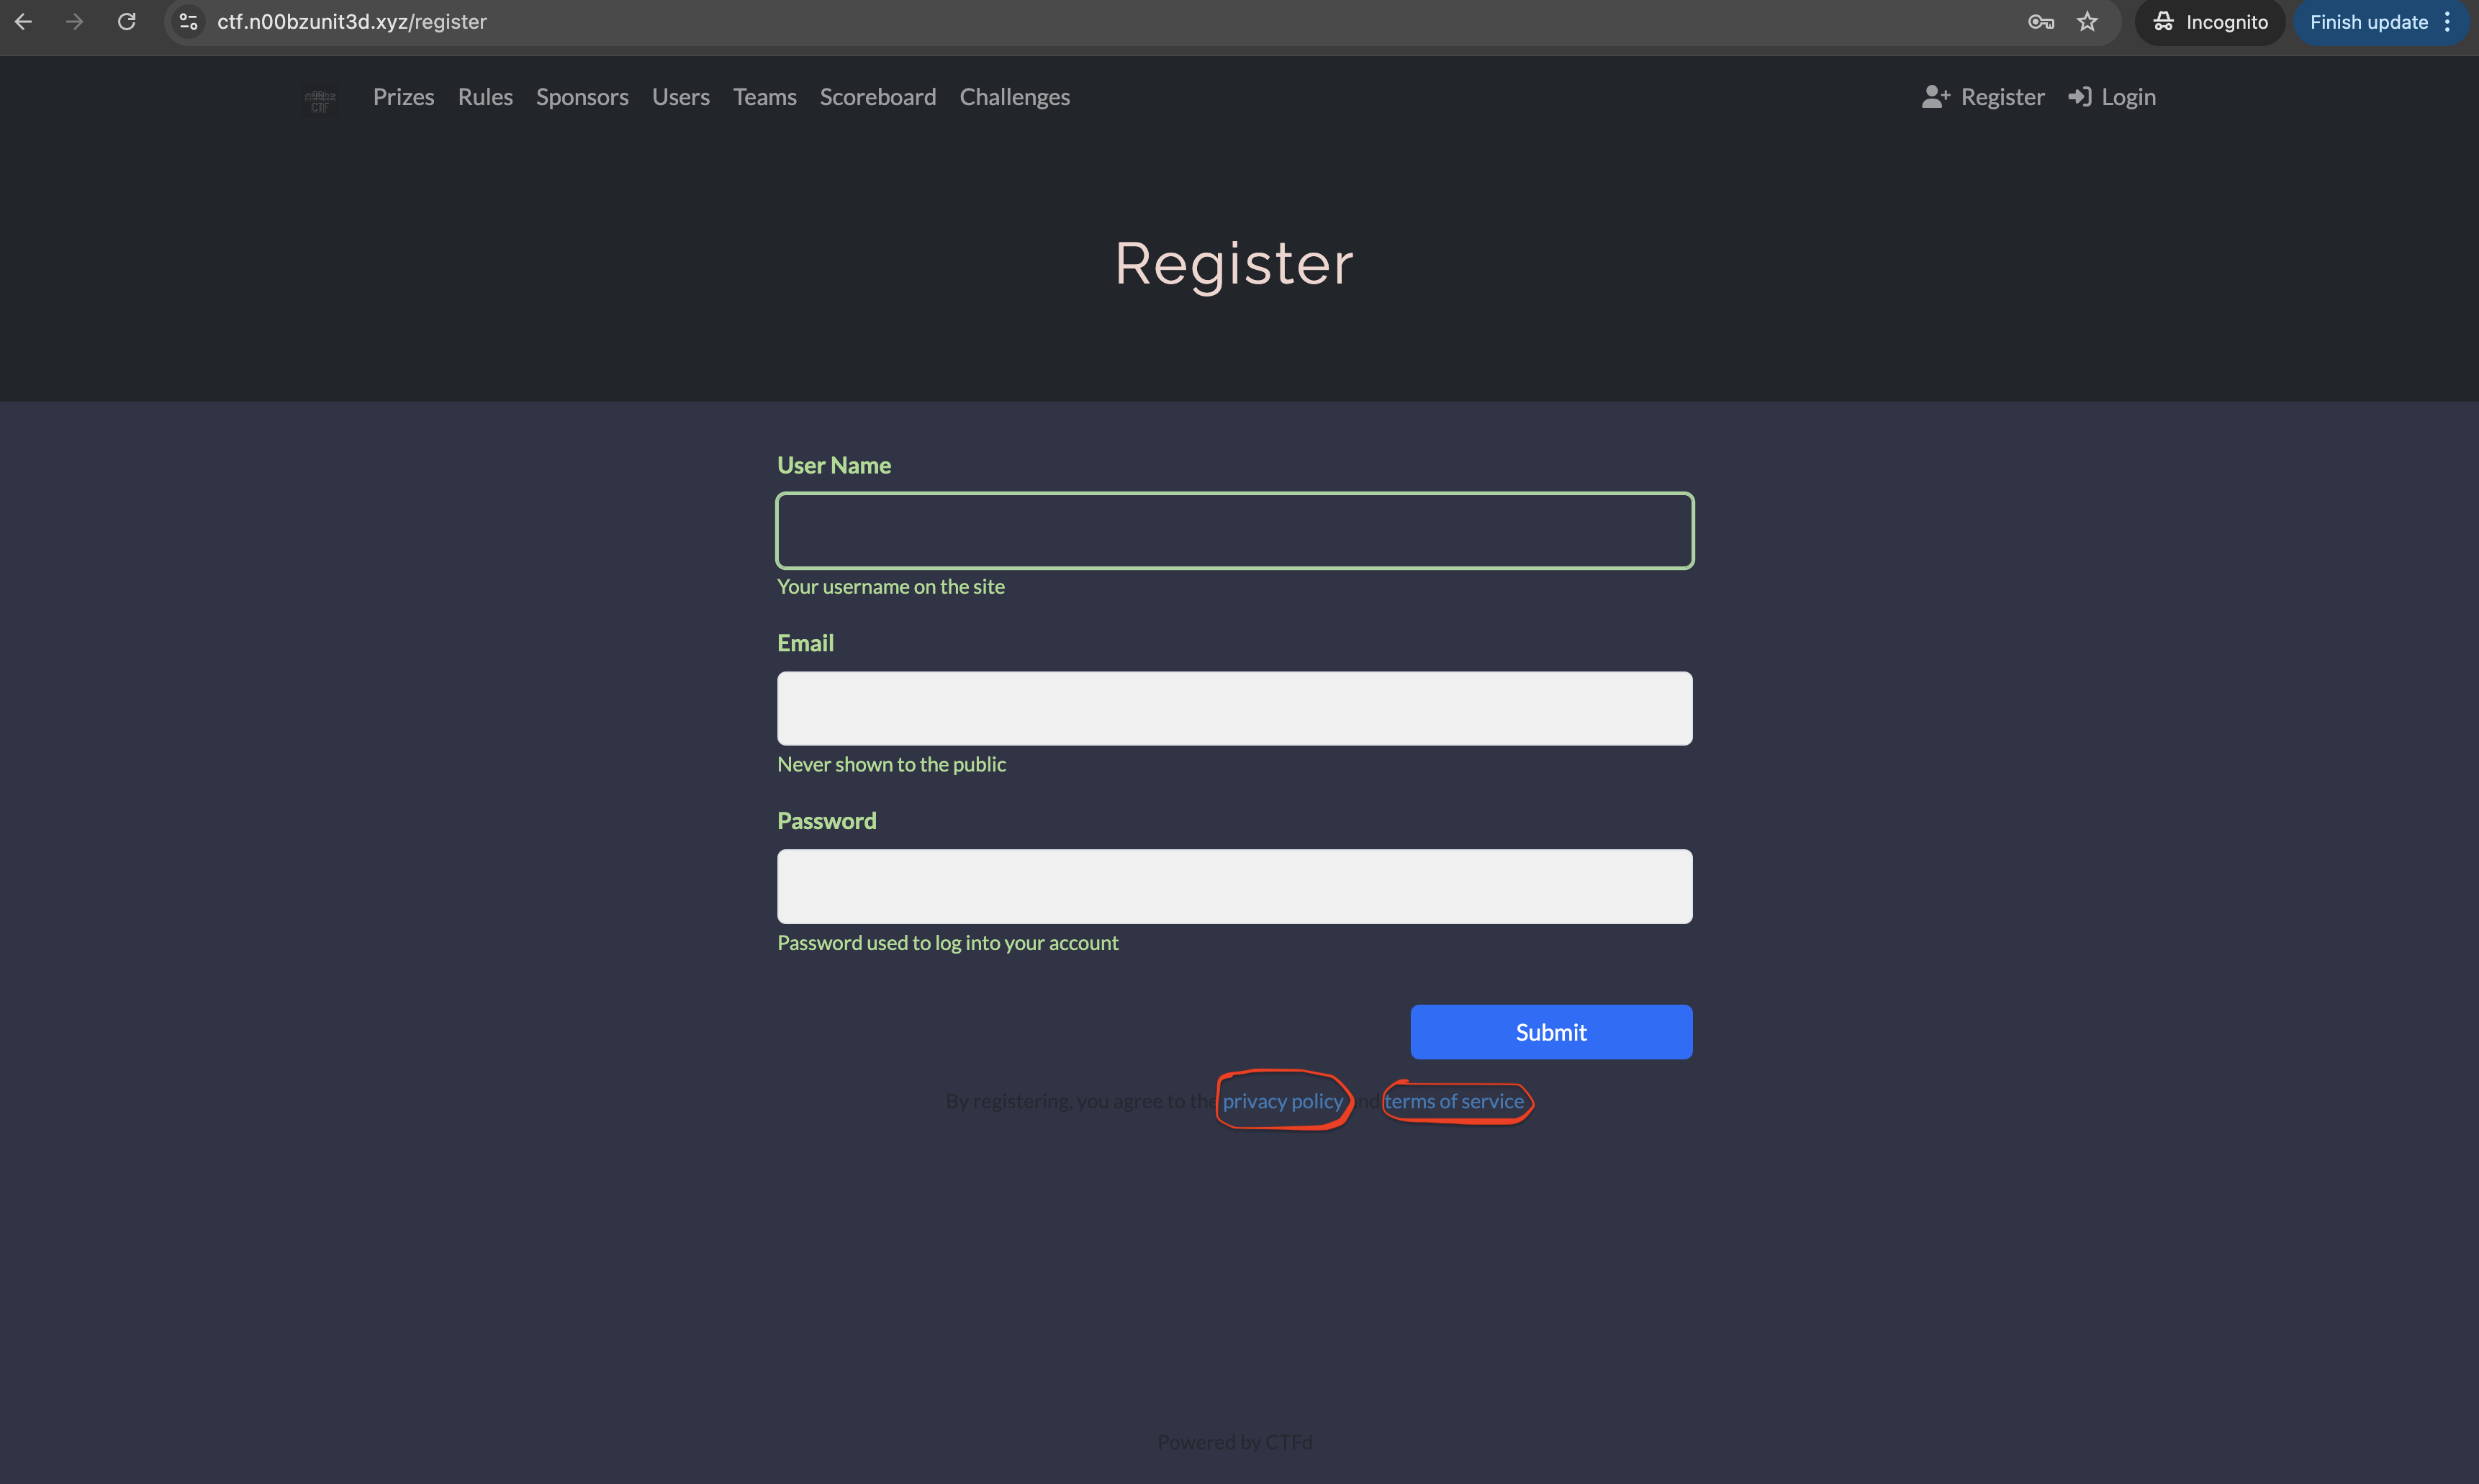 ctf.n00bzunit3d.xyz/register
Incognito
Finish update
n00bz
CTF
Prizes Rules Sponsors Users Teams Scoreboard Challenges
Register Login
Register
User Name
Your username on the site
Email
Never shown to the public
Password
Password used to log into your account
Submit
By registering, you agree to the privacy policy and terms of service
Powered by CTFd